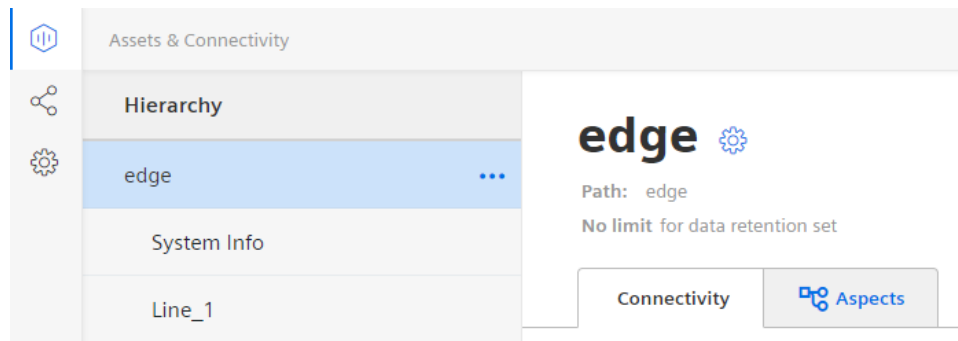 Assets & Connectivity
Hierarchy
edge
System Info
Line_1
edge
Path: edge
No limit for data retention set
Connectivity
Aspects